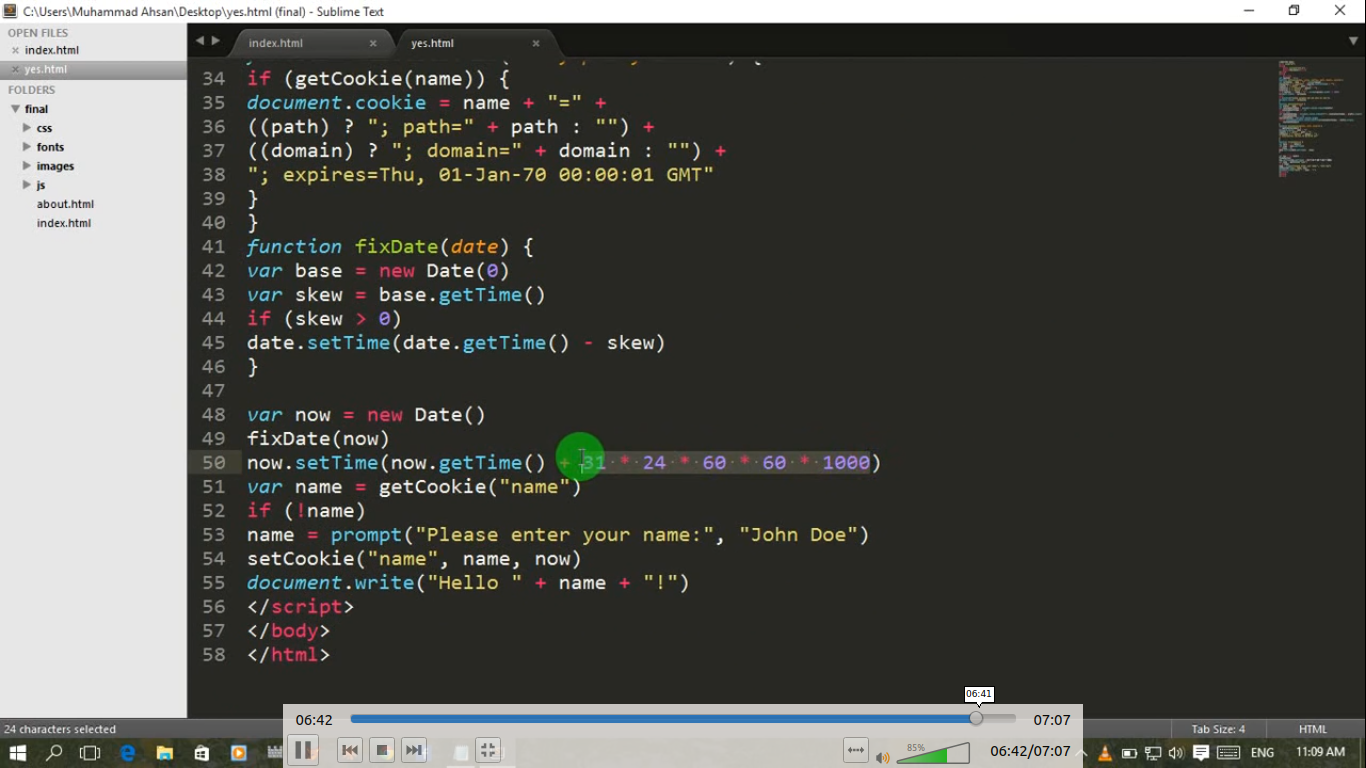 C:\Users\Muhammad Ahsan\Desktop\yes.html (final) - Sublime Text
OPEN FILES
index.html
yes.html
FOLDERS
final
css
fonts
images
js
about.html
index.html
index.html
yes.html
34 if (getCookie(name)) {
35 document.cookie = name + "=" +
36 ((path) ? "; path=" + path : "") +
37 ((domain) ? "; domain=" + domain : "") +
38 "; expires=Thu, 01-Jan-70 00:00:01 GMT"
39 }
40 }
41 function fixDate(date) {
42 var base = new Date(0)
43 var skew = base.getTime()
44 if (skew > 0)
45 date.setTime(date.getTime() - skew)
46 }
47
48 var now = new Date()
49 fixDate(now)
50 now.setTime(now.getTime() + 31 * 24 * 60 * 60 * 1000)
51 var name = getCookie("name")
52 if (!name)
53 name = prompt("Please enter your name:", "John Doe")
54 setCookie("name", name, now)
55 document.write("Hello " + name + "!")
56 </script>
57 </body>
58 </html>
06:41
06:42
07:07
24 characters selected
Tab Size: 4
HTML
85%
06:42/07:07
ENG
11:09 AM